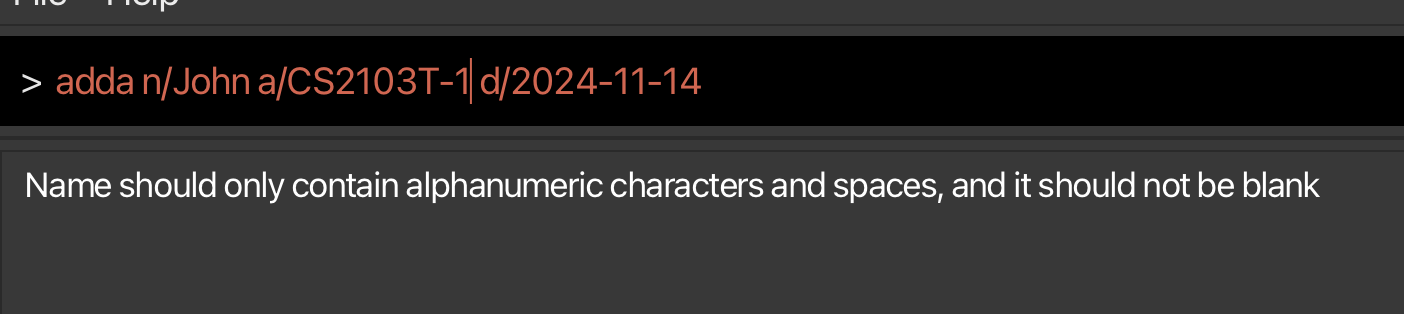 File Help
> adda n/John a/CS2103T-1 d/2024-11-14
Name should only contain alphanumeric characters and spaces, and it should not be blank